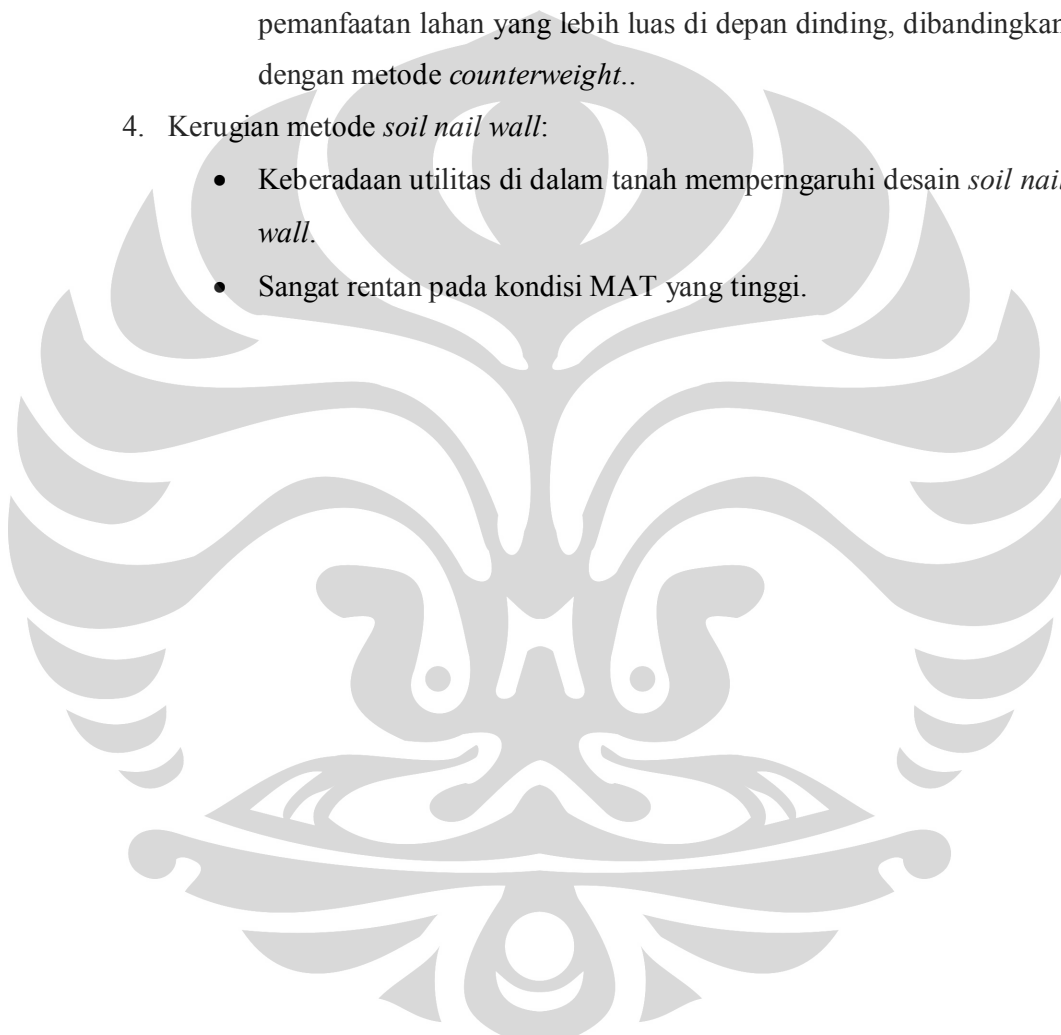 pemanfaatan lahan yang lebih luas di depan dinding, dibandingkan
dengan metode counterweight..
4. Kerugian metode soil nail wall:
• Keberadaan utilitas di dalam tanah memperngaruhi desain soil nail
wall.
• Sangat rentan pada kondisi MAT yang tinggi.